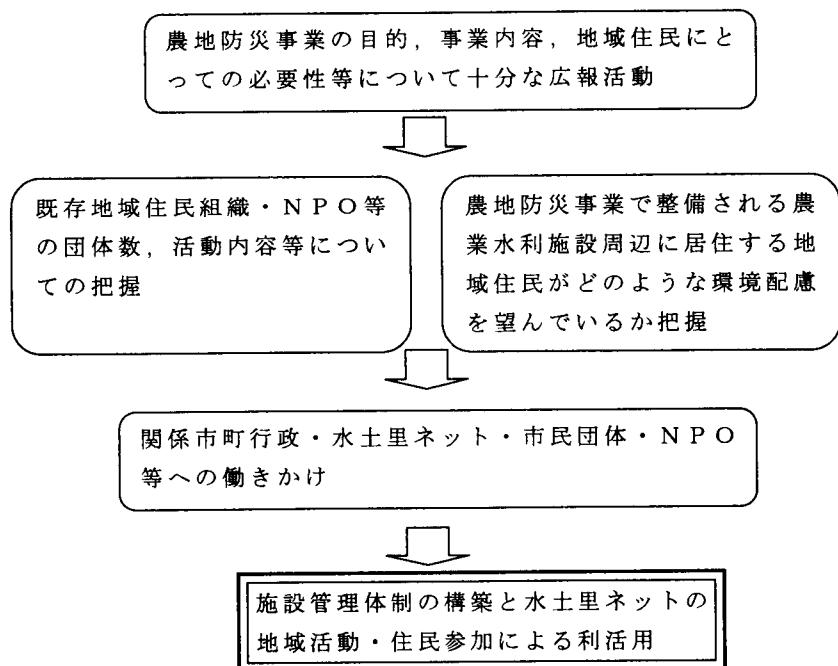 農地防災事業の目的，事業内容，地域住民にと
っての必要性等について十分な広報活動
既存地域住民組織・ＮＰＯ等
の団体数，活動内容等につい
ての把握
農地防災事業で整備される農
業水利施設周辺に居住する地
域住民がどのような環境配慮
を望んでいるか把握
関係市町行政・水土里ネット・市民団体・ＮＰＯ
等への働きかけ
施設管理体制の構築と水土里ネットの
地域活動・住民参加による利活用